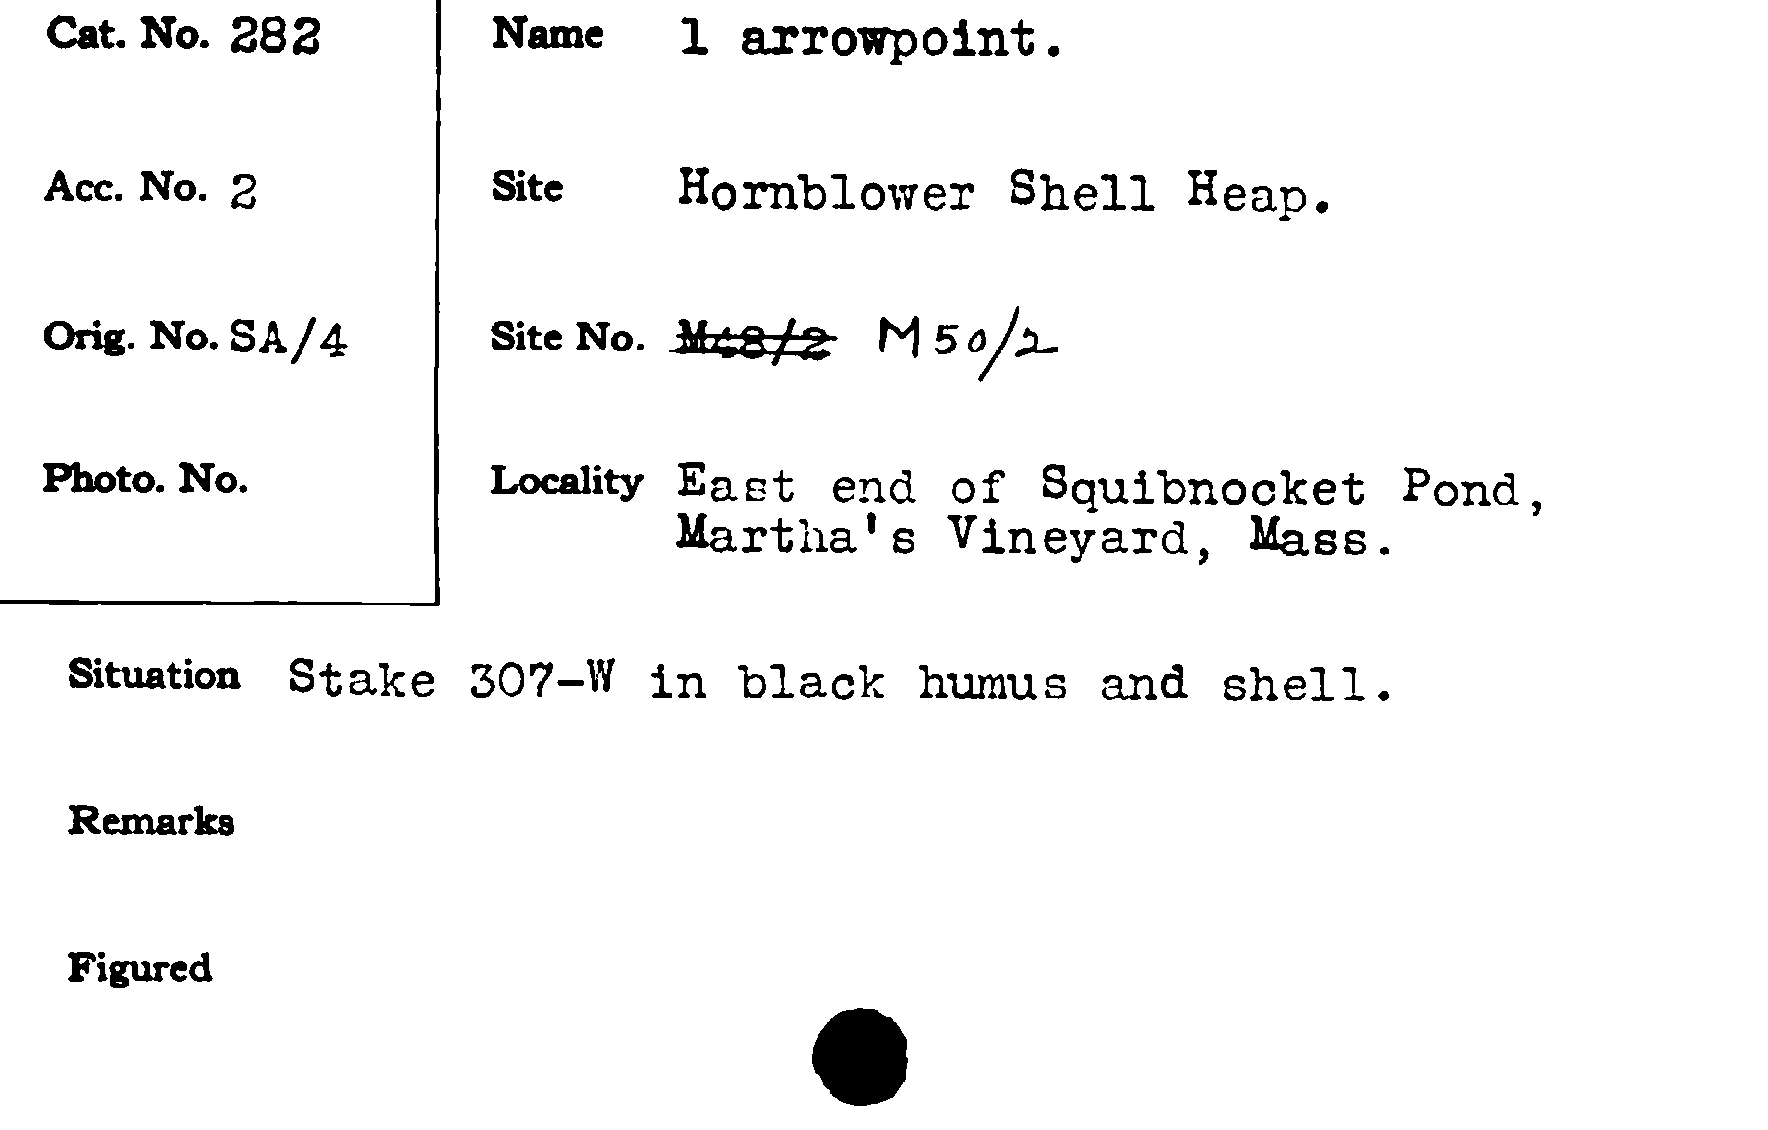 Cat. No. 282
Name 1 arrowpoint.
Acc. No. 2
Site Hornblower Shell Heap.
Orig. No. SA/4
Site No. M48/2 M50/2
Photo. No.
Locality East end of Squibnocket Pond,
Martha's Vineyard, Mass.
Situation Stake 307-W in black humus and shell.
Remarks
Figured